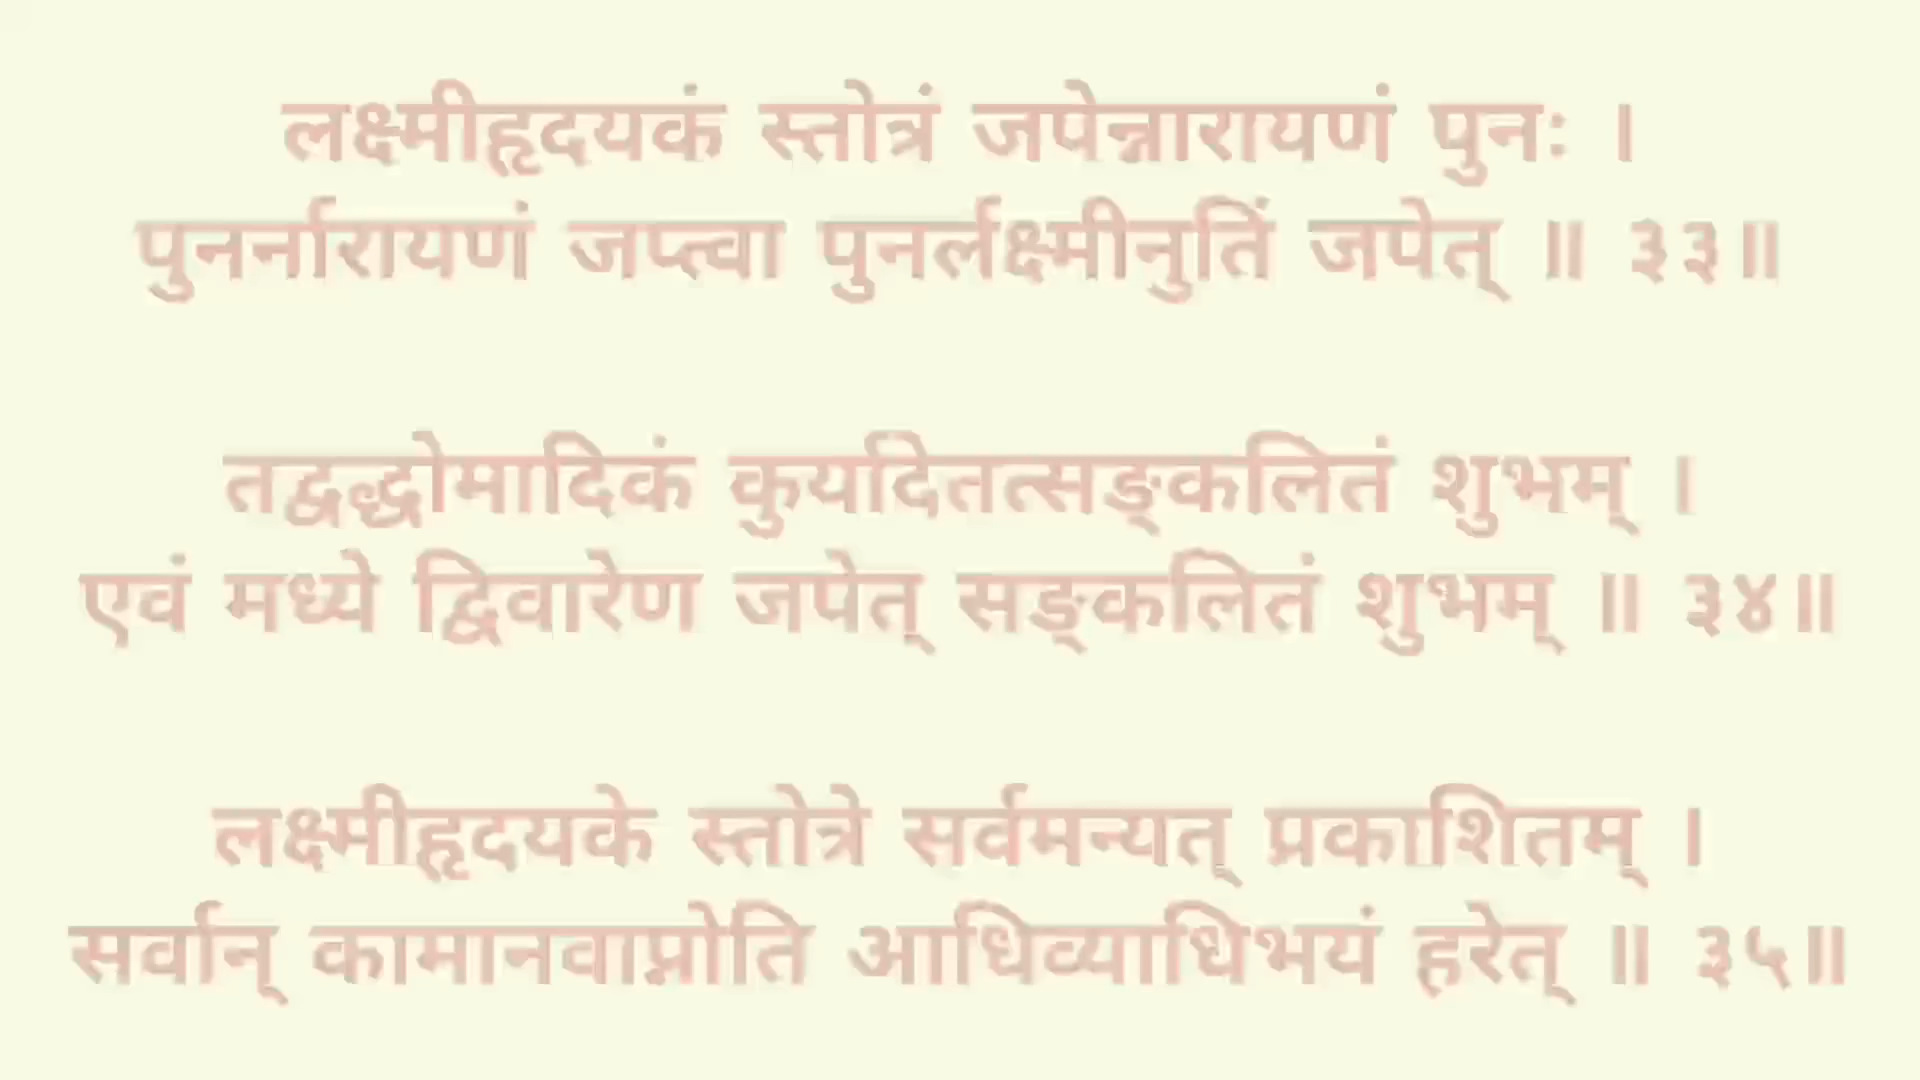 लक्ष्मीहृदयकं स्तोत्रं जपेन्नारायणं पुनः ।
पुनर्नारायणं जप्त्वा पुनर्लक्ष्मीनुतिं जपेत् ॥ ३३॥
तद्वद्धोमादिकं कुर्यादेतत्सङ्कलितं शुभम् ।
एवं मध्ये द्विवारेण जपेत् सङ्कलितं शुभम् ॥ ३४॥
लक्ष्मीहृदयके स्तोत्रे सर्वमन्यत् प्रकाशितम् ।
सर्वान् कामानवाप्नोति आधिव्याधिभयं हरेत् ॥ ३५॥